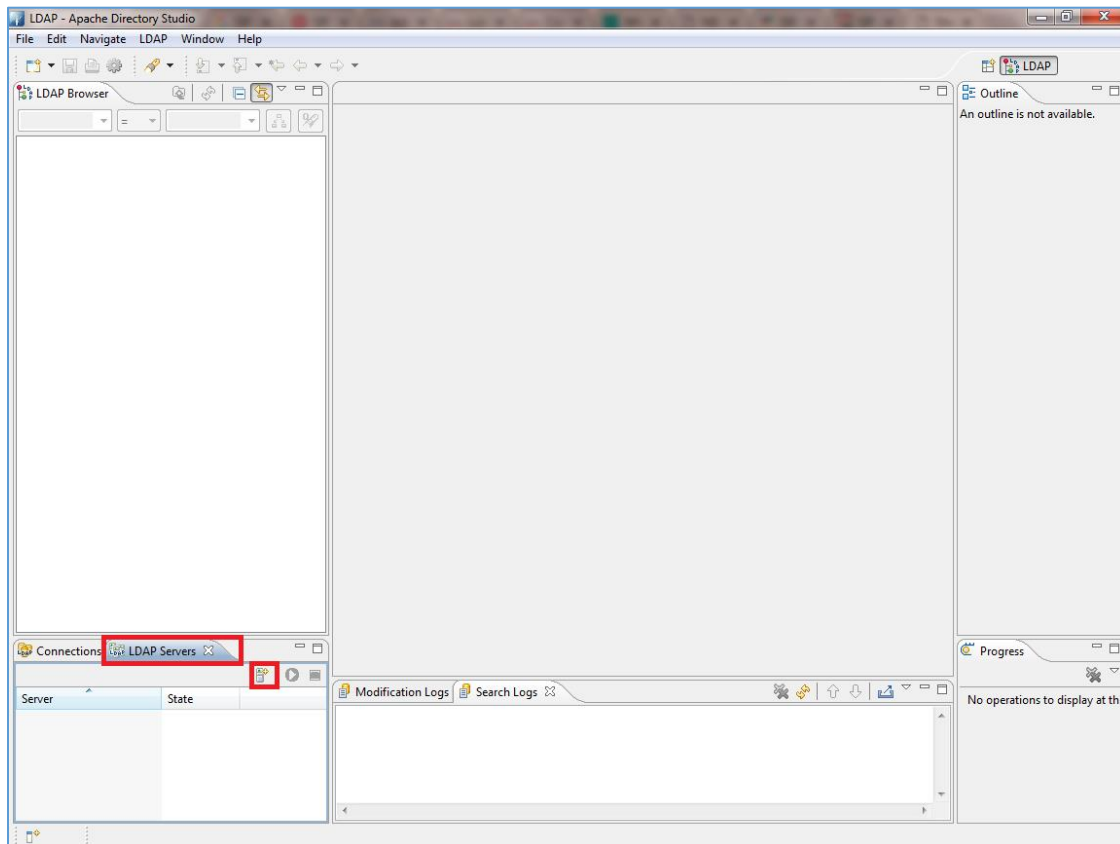 LDAP - Apache Directory Studio
File Edit Navigate LDAP Window Help
LDAP
LDAP Browser
=
Outline
An outline is not available.
Connections
LDAP Servers
Server State
Modification Logs Search Logs
Progress
No operations to display at th